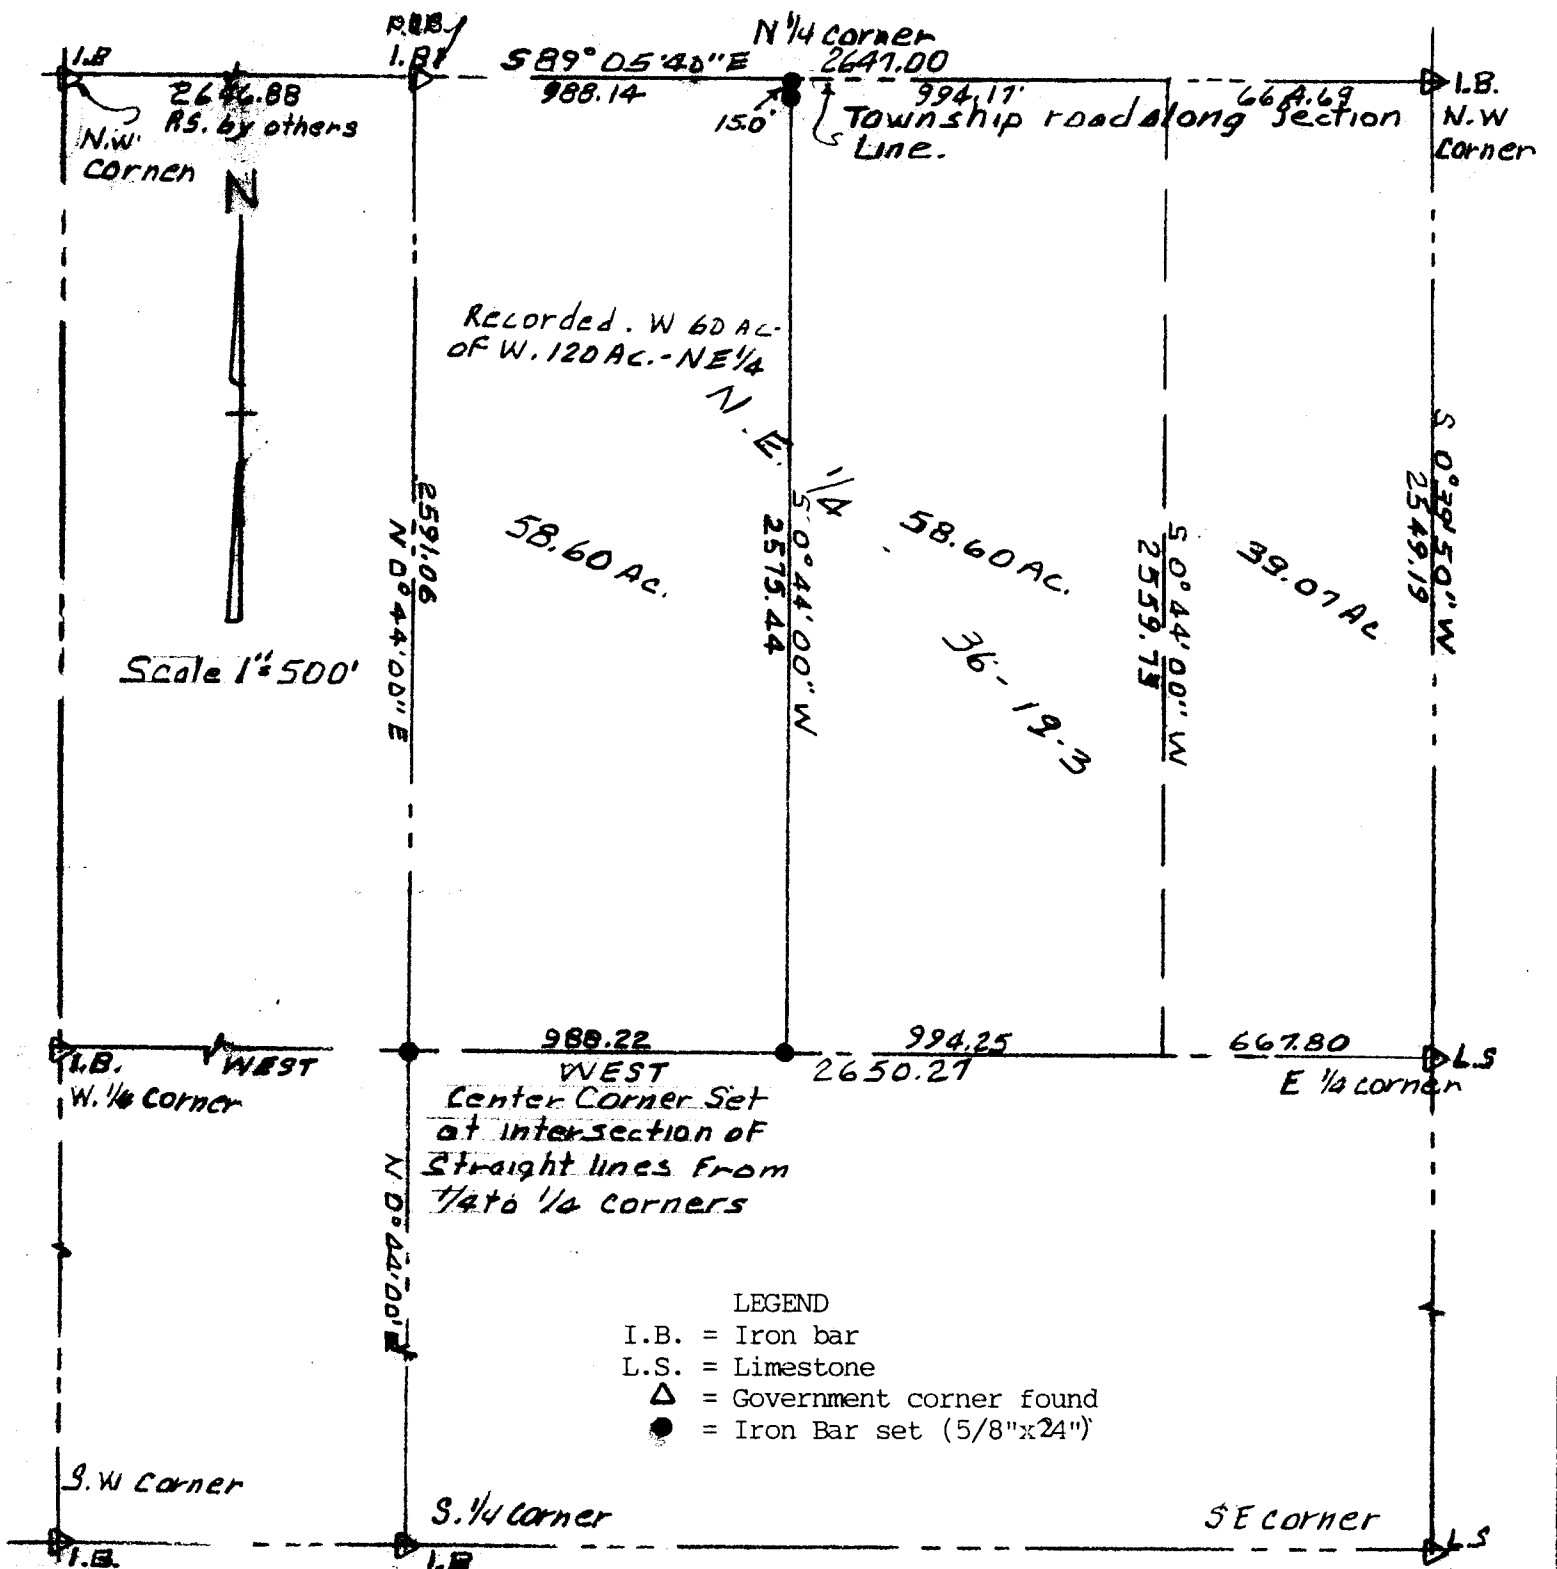 P.O.B.
I.B
I.B.
N 1/4 corner
S 89° 05' 40" E
2647.00
2646.88
RS. by others
988.14
994.17'
664.69
I.B.
N.W.
Corner
15.0'
Township road along Section
Line.
N.W
Corner
N
Recorded. W 60 Ac.
of W. 120 Ac. - NE 1/4
N. E. 1/4
2591.06
N 0° 44' 00" E
58.60 Ac.
S 0° 44' 00" W
2575.44
58.60 AC.
S 0° 44' 00" W
2559.73
39.07 AC
S 0° 39' 50" W
2549.19
36-19-3
Scale 1"=500'
I.B.
W. 1/4 Corner
WEST
988.22
WEST
994.25
2650.27
667.80
L.S
E 1/4 corner
Center Corner Set
at intersection of
Straight lines From
1/4 to 1/4 corners
N 0° 44' 00" E
LEGEND
I.B. = Iron bar
L.S. = Limestone
△ = Government corner found
● = Iron Bar set (5/8"x24")
S.W Corner
S. 1/4 corner
S E corner
I.B.
I.B
L.S